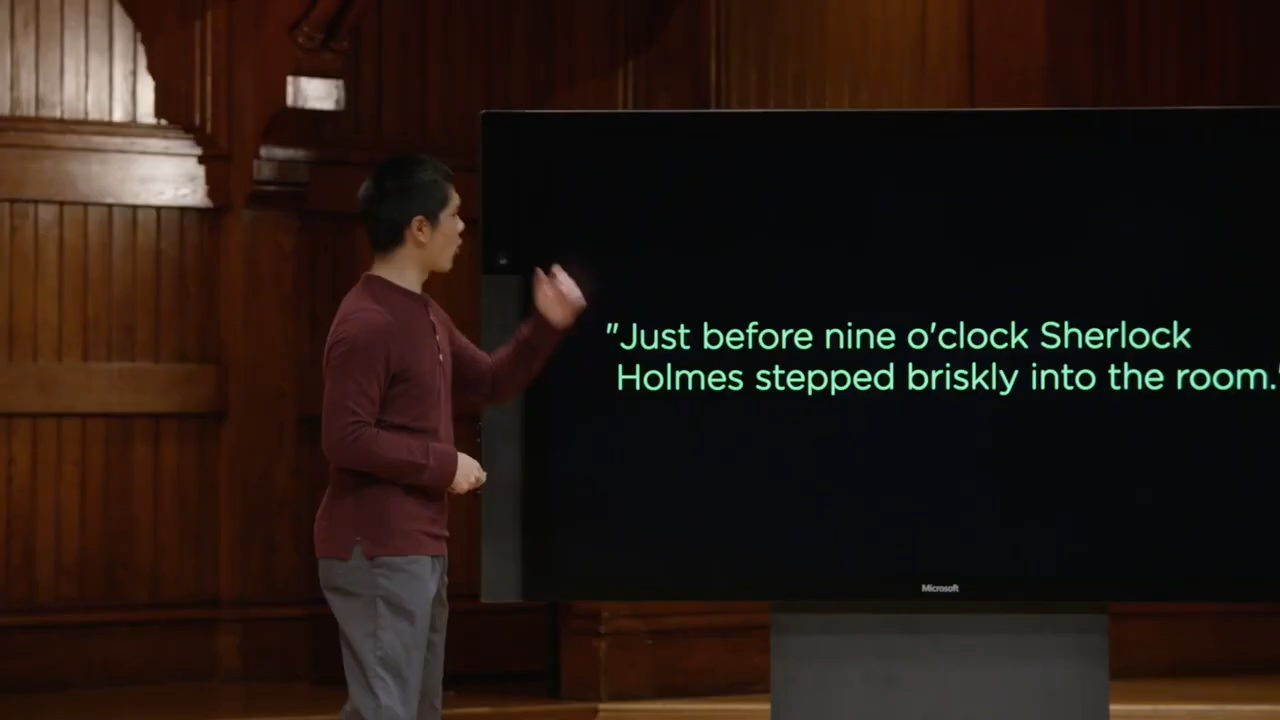 "Just before nine o'clock Sherlock
Holmes stepped briskly into the room."
Microsoft